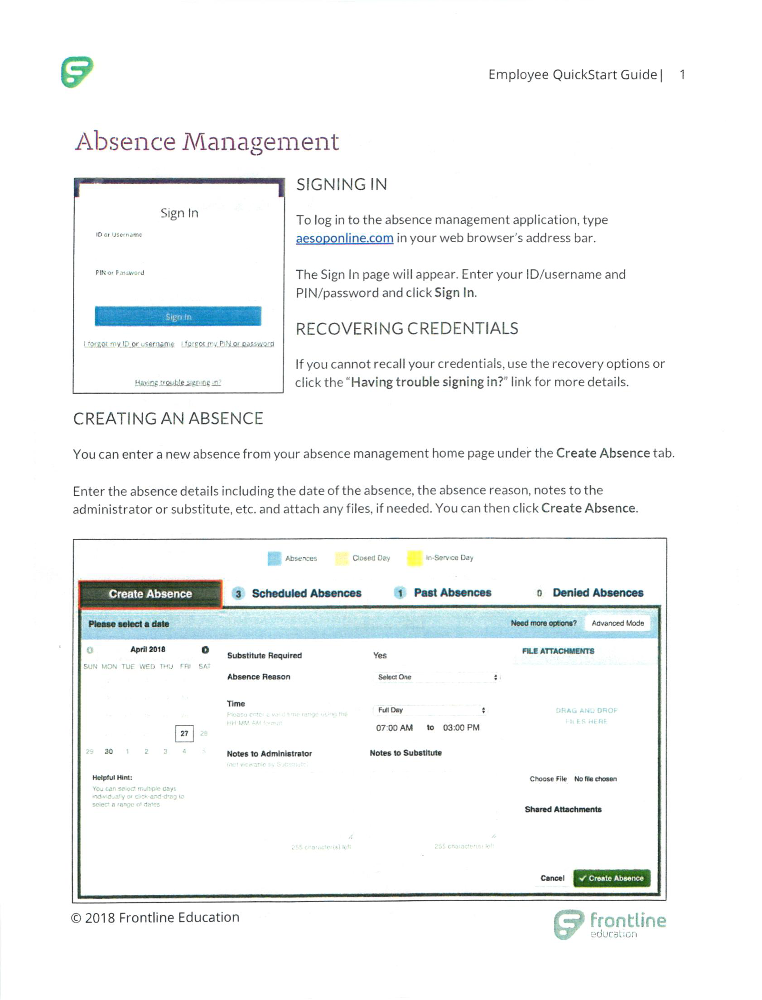 Employee QuickStart Guide| 1
Absence Management
Sign In
ID or Username
PIN or Password
Sign In
I forgot my ID or username I forgot my PIN or password
Having trouble signing in?
SIGNING IN
To log in to the absence management application, type
aesoponline.com in your web browser's address bar.
The Sign In page will appear. Enter your ID/username and
PIN/password and click Sign In.
RECOVERING CREDENTIALS
If you cannot recall your credentials, use the recovery options or
click the "Having trouble signing in?" link for more details.
CREATING AN ABSENCE
You can enter a new absence from your absence management home page under the Create Absence tab.
Enter the absence details including the date of the absence, the absence reason, notes to the
administrator or substitute, etc. and attach any files, if needed. You can then click Create Absence.
Absences Closed Day In-Service Day
Create Absence 3 Scheduled Absences 1 Past Absences 0 Denied Absences
Please select a date Need more options? Advanced Mode
April 2018
SUN MON TUE WED THU FRI SAT
27 28
29 30 1 2 3 4 5
Helpful Hint:
You can select multiple days
individually or click-and-drag to
select a range of dates
Substitute Required Yes
Absence Reason Select One
Time Full Day
Please enter a valid time range using the
HH:MM AM format
07:00 AM to 03:00 PM
Notes to Administrator
(not viewable by Substitute)
255 character(s) left
Notes to Substitute
255 character(s) left
FILE ATTACHMENTS
DRAG AND DROP
FILES HERE
Choose File No file chosen
Shared Attachments
Cancel ✓ Create Absence
© 2018 Frontline Education
frontline
education